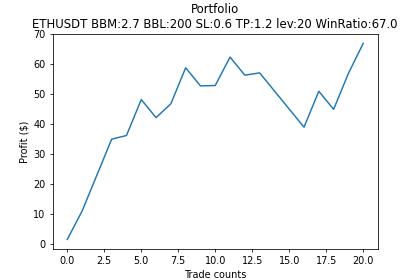 Portfolio
ETHUSDT BBM:2.7 BBL:200 SL:0.6 TP:1.2 lev:20 WinRatio:67.0
70
60
50
40
30
20
10
0
Profit ($)
0.0 2.5 5.0 7.5 10.0 12.5 15.0 17.5 20.0
Trade counts